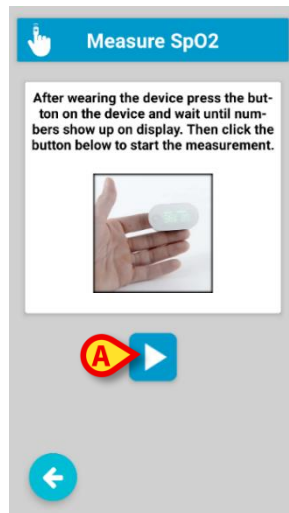 Measure SpO2
After wearing the device press the but-
ton on the device and wait until num-
bers show up on display. Then click the
button below to start the measurement.
A